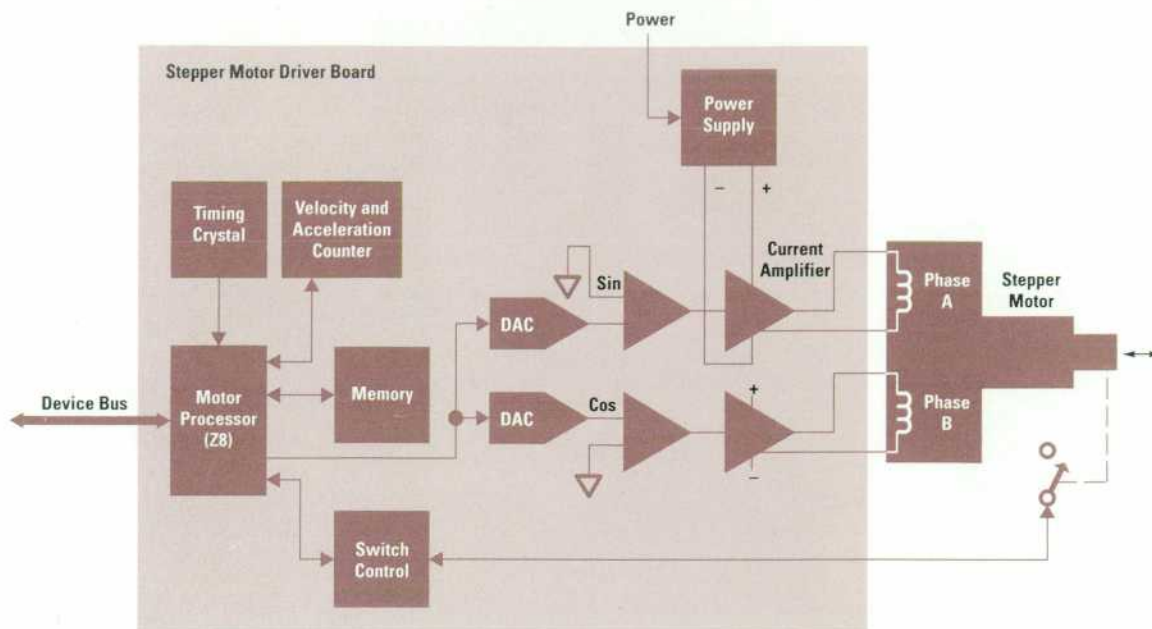 Power
Stepper Motor Driver Board
Power
Supply
− +
Timing
Crystal
Velocity and
Acceleration
Counter
Current
Amplifier
Sin
Phase
A
Stepper
Motor
DAC
Device Bus
Motor
Processor
(Z8)
Memory
Cos
+
DAC
Phase
B
−
Switch
Control